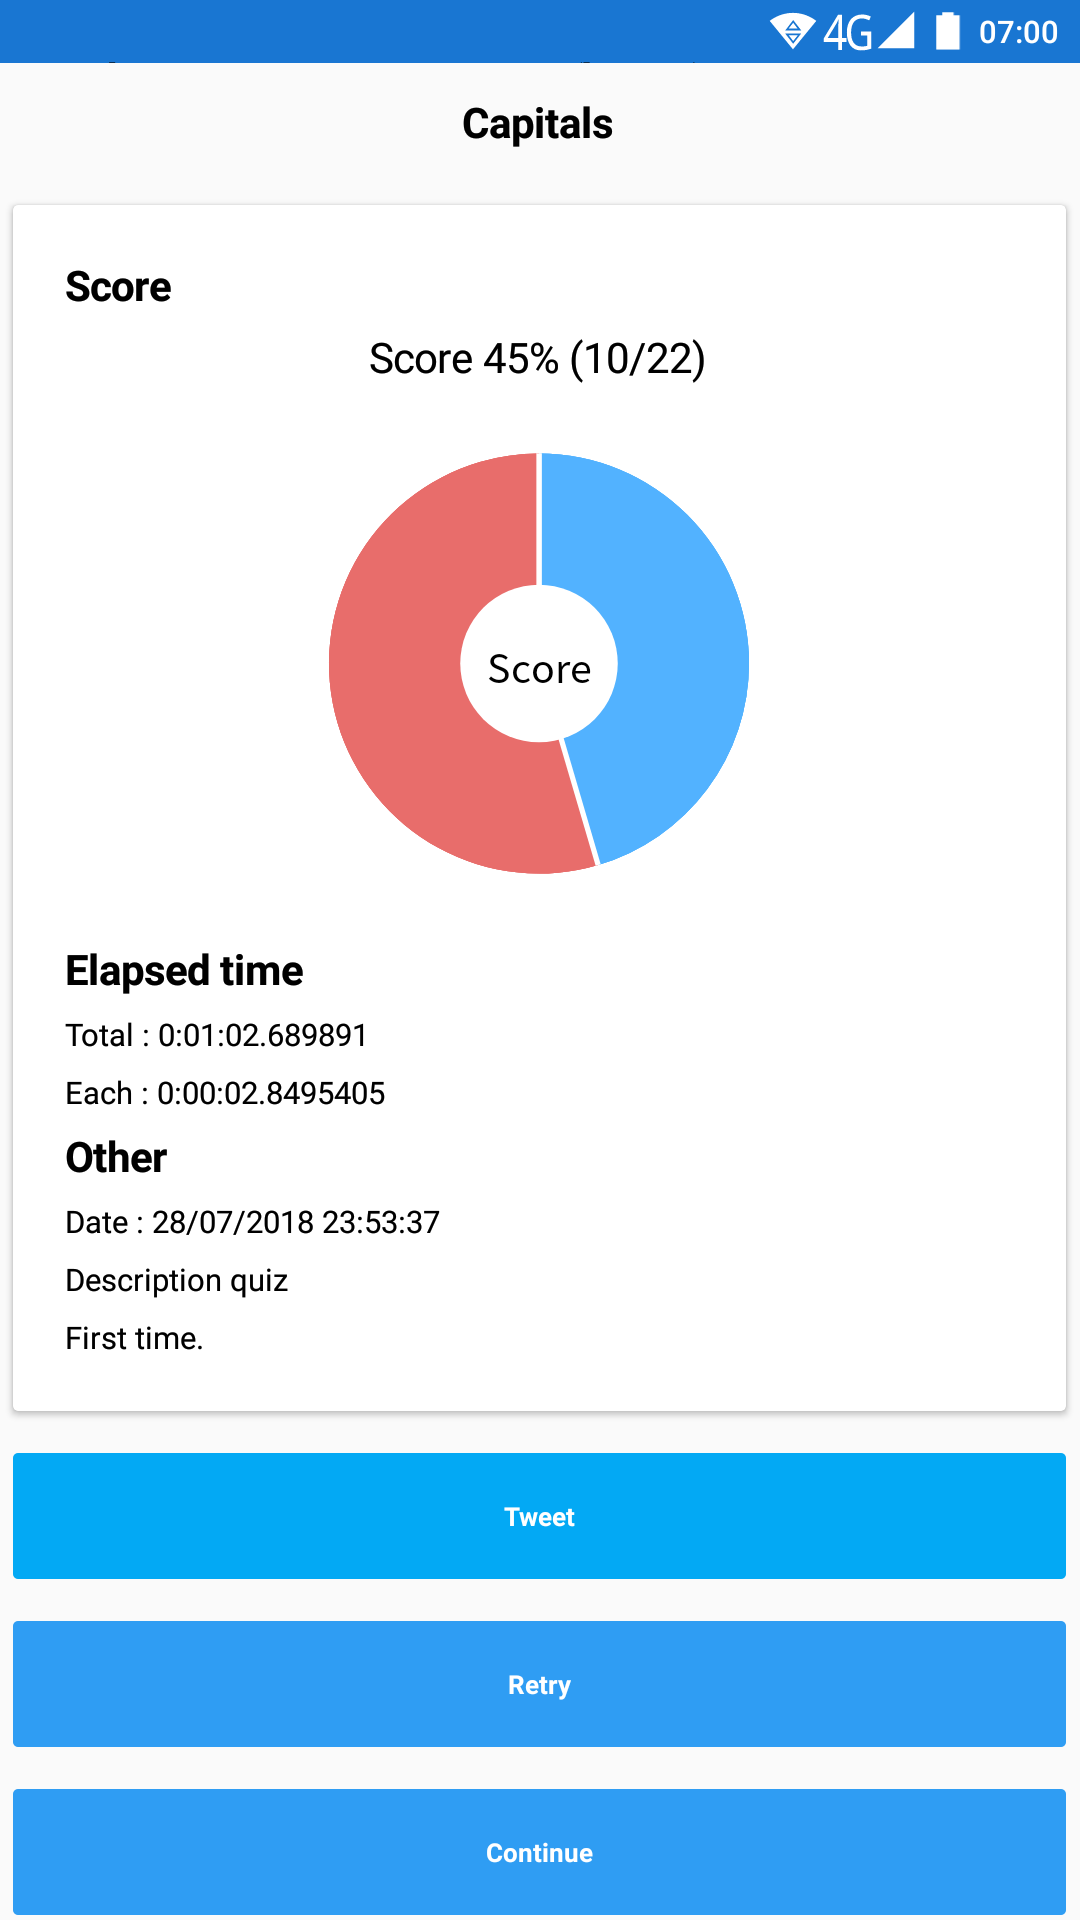 4G 07:00
Capitals
Score
Score 45% (10/22)
Score
Elapsed time
Total : 0:01:02.689891
Each : 0:00:02.8495405
Other
Date : 28/07/2018 23:53:37
Description quiz
First time.
Tweet
Retry
Continue